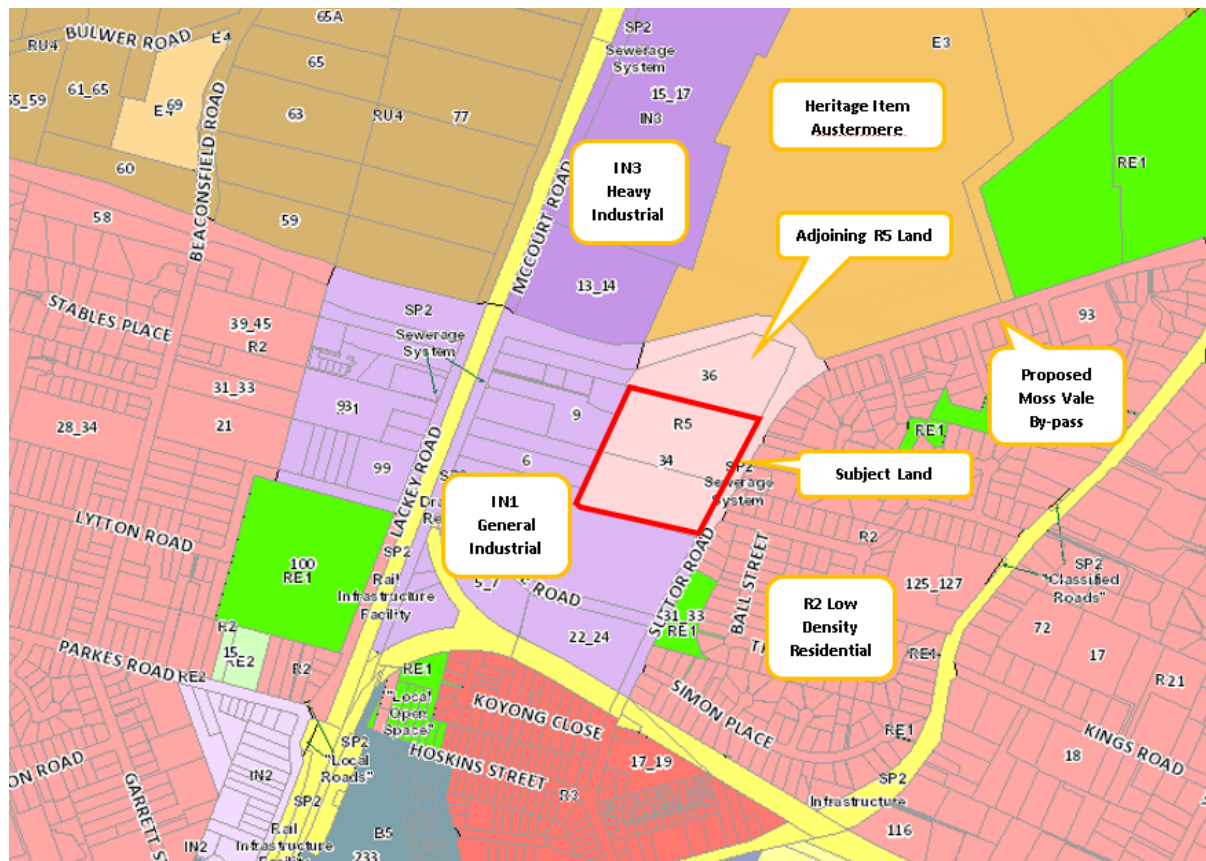 65A
BULWER ROAD
E4
SP2
Sewerage
System
E3
RU4
65
61_65
E4
69
15_17
63
RU4
77
IN3
Heritage Item
Austermere
BEACONSFIELD ROAD
MCCOURT ROAD
IN3
Heavy
Industrial
RE1
60
58
59
Adjoining R5 Land
13_14
STABLES PLACE
39_45
R2
SP2
Sewerage
System
93
36
Proposed
Moss Vale
By-pass
31_33
21
28_34
9
R5
RE1
99
6
34
SP2
Sewerage
System
Subject Land
LACKEY ROAD
IN1
General
Industrial
LYTTON ROAD
R2
100
RE1
SP2
Rail
Infrastructure
Facility
SUTTOR ROAD
BALL STREET
125_127
SP2
"Classified
Roads"
R2 Low
Density
Residential
31_33
RE1
22_24
72
17
R2
15
RE2
R2
PARKES ROAD
RE2
RE1
"Local
Open
Space"
KOYONG CLOSE
SIMON PLACE
RE1
R2
21
KINGS ROAD
18
SP2
"Local
Roads"
HOSKINS STREET
17_19
R3
SP2
Infrastructure
IN2
SP2
Rail
Infrastructure
B5
233
116
IN2